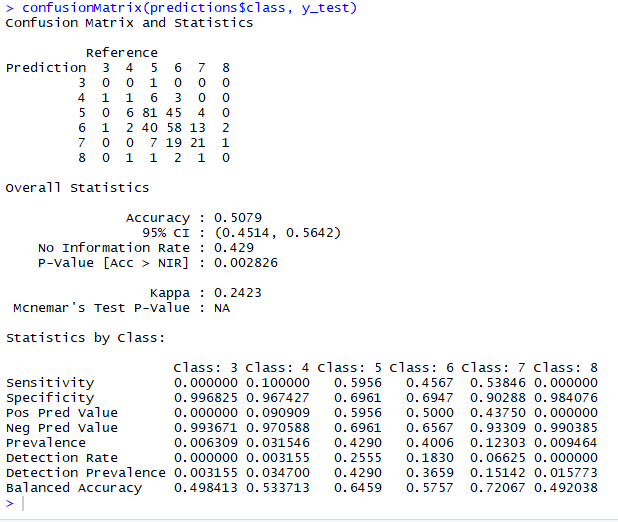 > confusionMatrix(predictions$class, y_test)
Confusion Matrix and Statistics
Reference
Prediction 3 4 5 6 7 8
3 0 0 1 0 0 0
4 1 1 6 3 0 0
5 0 6 81 45 4 0
6 1 2 40 58 13 2
7 0 0 7 19 21 1
8 0 1 1 2 1 0
Overall Statistics
Accuracy : 0.5079
95% CI : (0.4514, 0.5642)
No Information Rate : 0.429
P-Value [Acc > NIR] : 0.002826
Kappa : 0.2423
Mcnemar's Test P-Value : NA
Statistics by Class:
Class: 3 Class: 4 Class: 5 Class: 6 Class: 7 Class: 8
Sensitivity 0.000000 0.100000 0.5956 0.4567 0.53846 0.000000
Specificity 0.996825 0.967427 0.6961 0.6947 0.90288 0.984076
Pos Pred Value 0.000000 0.090909 0.5956 0.5000 0.43750 0.000000
Neg Pred Value 0.993671 0.970588 0.6961 0.6567 0.93309 0.990385
Prevalence 0.006309 0.031546 0.4290 0.4006 0.12303 0.009464
Detection Rate 0.000000 0.003155 0.2555 0.1830 0.06625 0.000000
Detection Prevalence 0.003155 0.034700 0.4290 0.3659 0.15142 0.015773
Balanced Accuracy 0.498413 0.533713 0.6459 0.5757 0.72067 0.492038
>